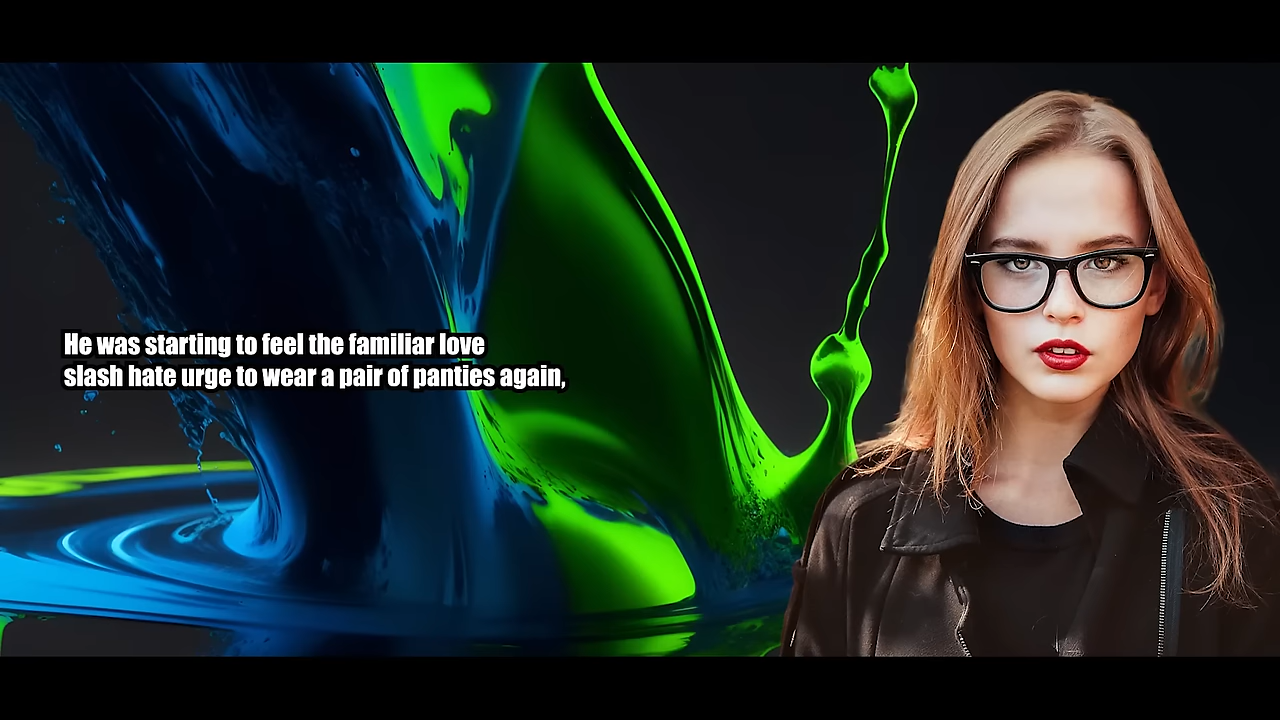 He was starting to feel the familiar love
slash hate urge to wear a pair of panties again,